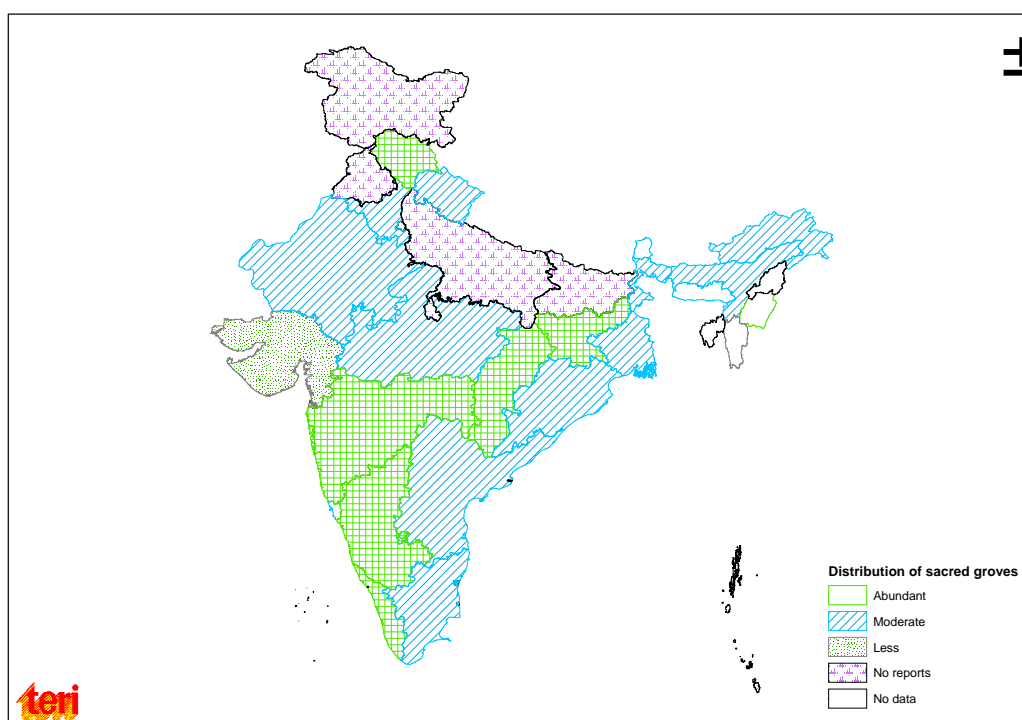 ±
Distribution of sacred groves
Abundant
Moderate
Less
No reports
No data
teri